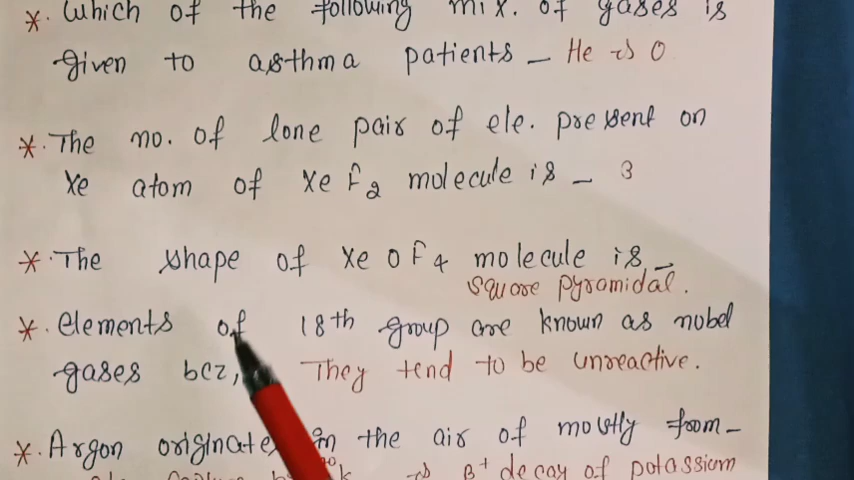 * Which of the following mix. of gases is
given to asthma patients — He is O
* The no. of lone pair of ele. present on
Xe atom of XeF2 molecule is — 3
* The shape of XeOF4 molecule is —
square pyramidal.
* Elements of 18th group are known as nobel
gases bcz, They tend to be unreactive.
* Argon originates in the air of mostly from—
β+ decay of potassium